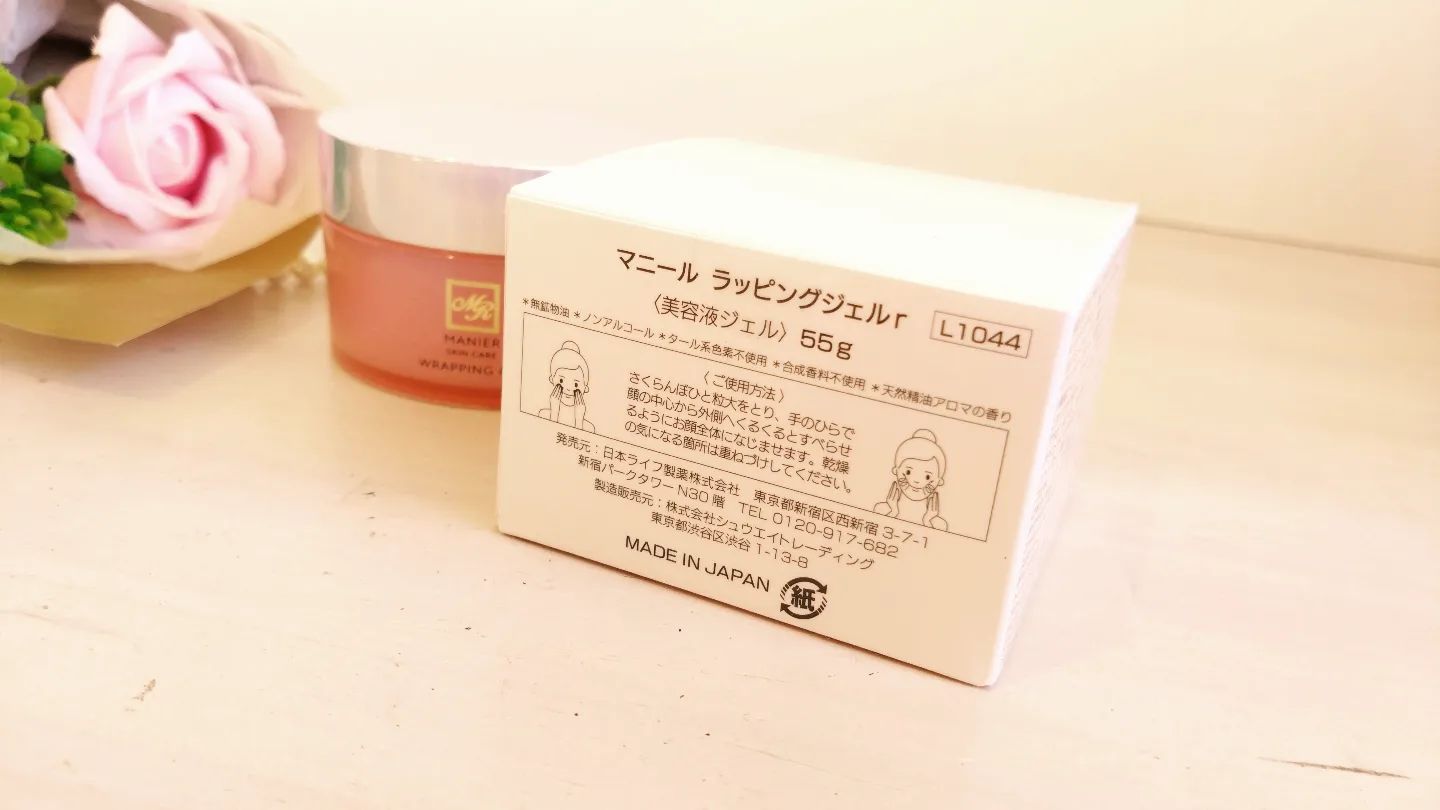 MR
MANIER
SKIN CARE
WRAPPING
マニール ラッピングジェルr
L1044
〈美容液ジェル〉 55g
＊無鉱物油 ＊ノンアルコール ＊タール系色素不使用 ＊合成香料不使用 ＊天然精油アロマの香り
〈ご使用方法〉
さくらんぼひと粒大をとり、手のひらで
顔の中心から外側へくるくるとすべらせ
るようにお顔全体になじませます。乾燥
の気になる箇所は重ねづけしてください。
発売元：日本ライフ製薬株式会社 東京都新宿区西新宿 3-7-1
新宿パークタワー N30 階 TEL 0120-917-682
製造販売元：株式会社シュウエイトレーディング
東京都渋谷区渋谷 1-13-8
MADE IN JAPAN
紙